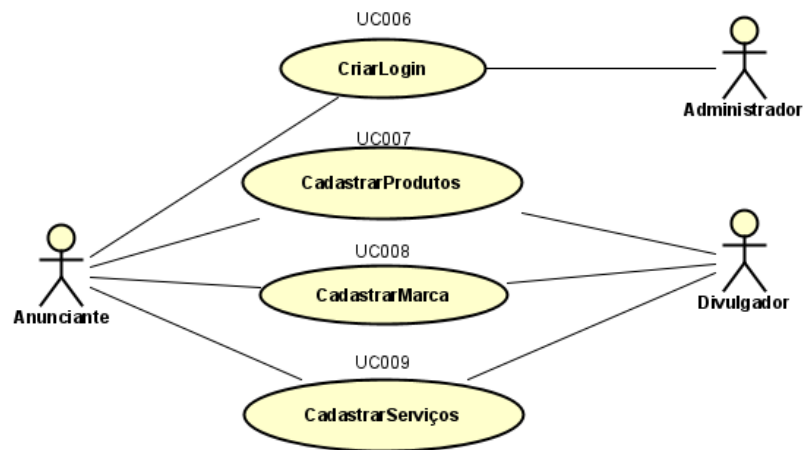 UC006
CriarLogin
Administrador
UC007
CadastrarProdutos
UC008
CadastrarMarca
Anunciante
Divulgador
UC009
CadastrarServiços